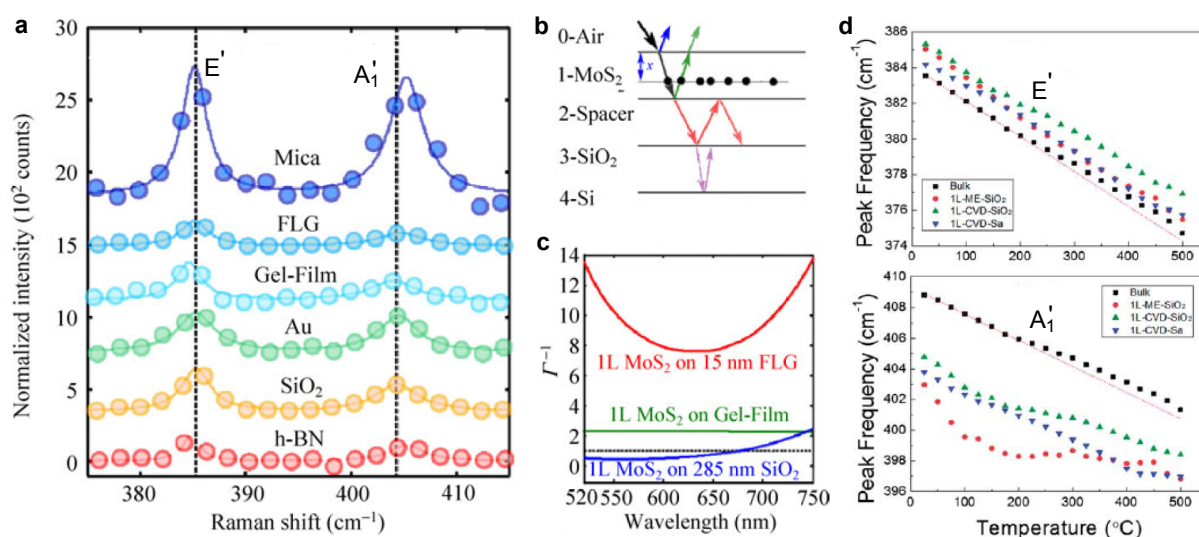 a
30
25
20
15
10
5
0
Normalized intensity (10² counts)
E'
A₁'
Mica
FLG
Gel-Film
Au
SiO₂
h-BN
380 390 400 410
Raman shift (cm⁻¹)
b
0-Air
x
1-MoS₂
2-Spacer
3-SiO₂
4-Si
c
14
12
10
8
6
4
2
0
Γ⁻¹
1L MoS₂ on 15 nm FLG
1L MoS₂ on Gel-Film
1L MoS₂ on 285 nm SiO₂
520 550 600 650 700 750
Wavelength (nm)
d
386
384
382
380
378
376
374
Peak Frequency (cm⁻¹)
E'
Bulk
1L-ME-SiO₂
1L-CVD-SiO₂
1L-CVD-Sa
0 100 200 300 400 500
410
408
406
404
402
400
398
396
Peak Frequency (cm⁻¹)
A₁'
Bulk
1L-ME-SiO₂
1L-CVD-SiO₂
1L-CVD-Sa
0 100 200 300 400 500
Temperature (°C)